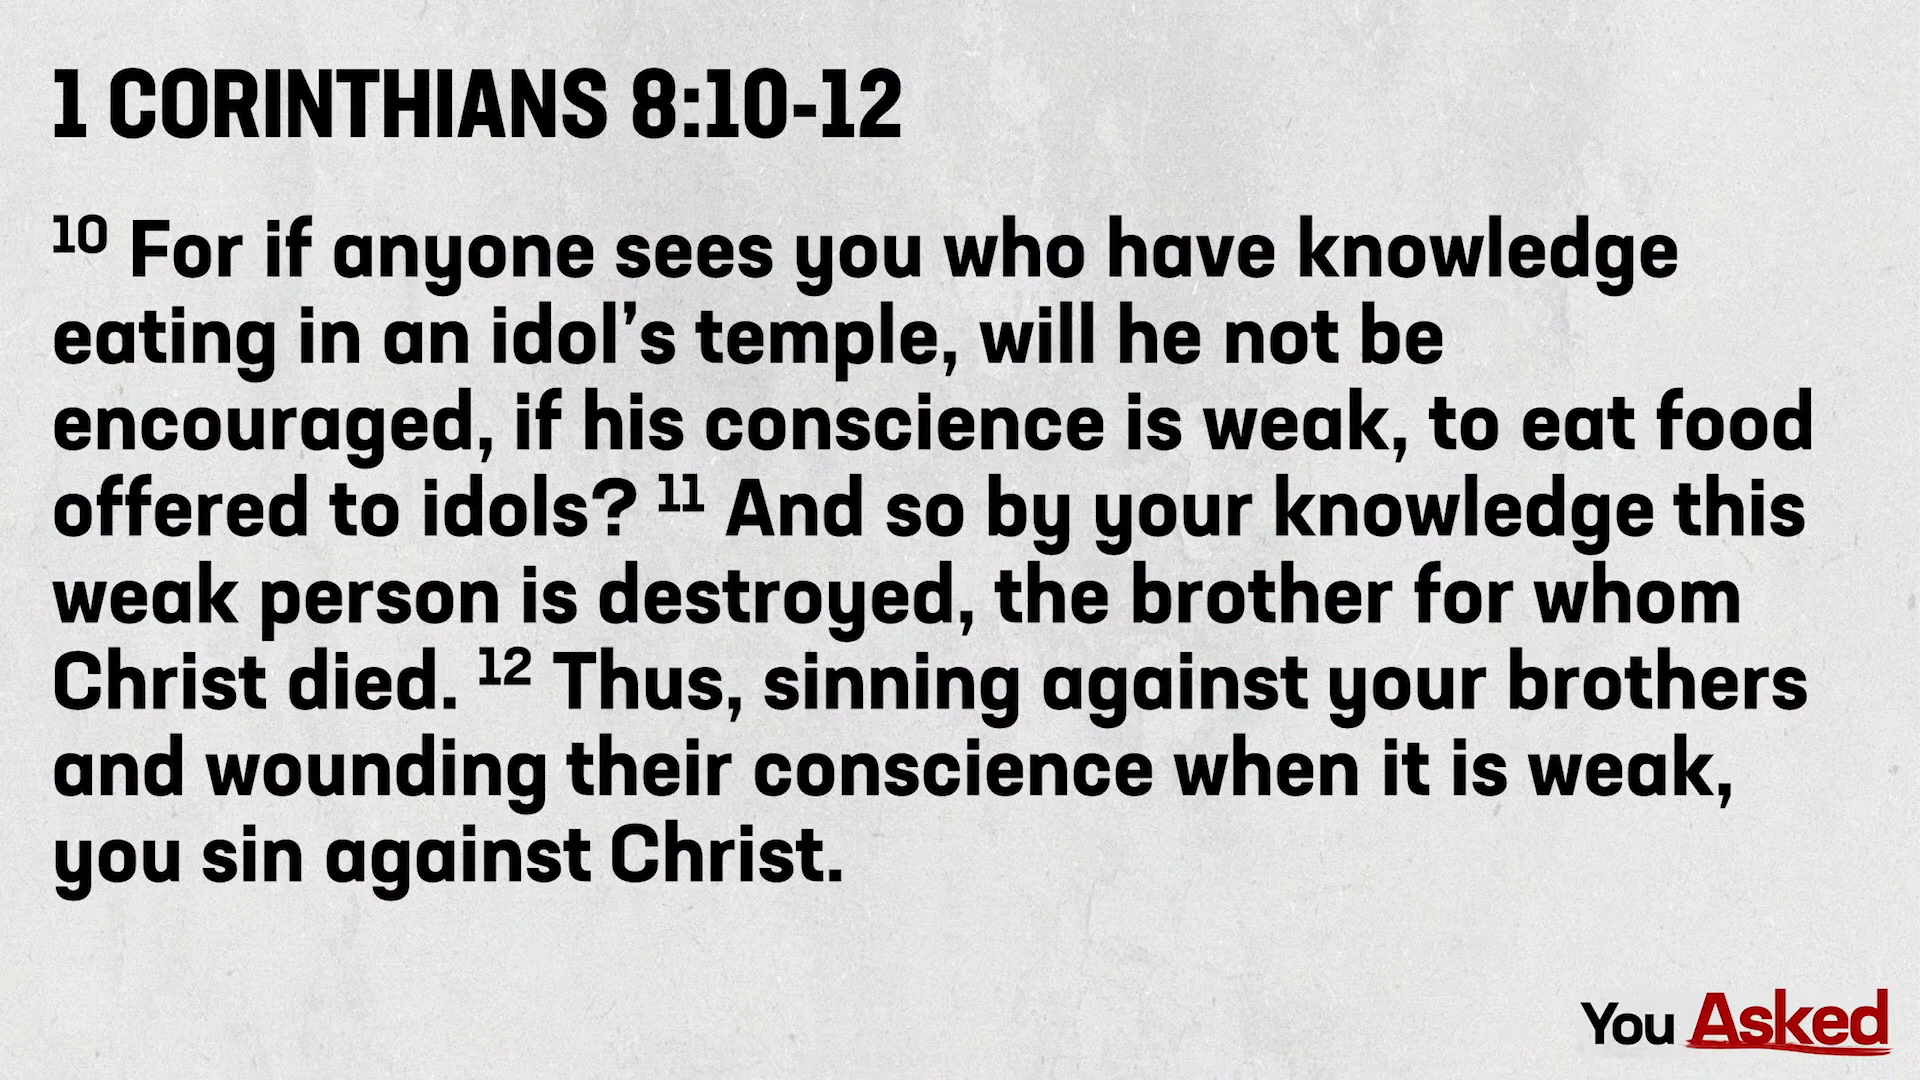 1 CORINTHIANS 8:10-12
10 For if anyone sees you who have knowledge
eating in an idol’s temple, will he not be
encouraged, if his conscience is weak, to eat food
offered to idols? 11 And so by your knowledge this
weak person is destroyed, the brother for whom
Christ died. 12 Thus, sinning against your brothers
and wounding their conscience when it is weak,
you sin against Christ.
You Asked